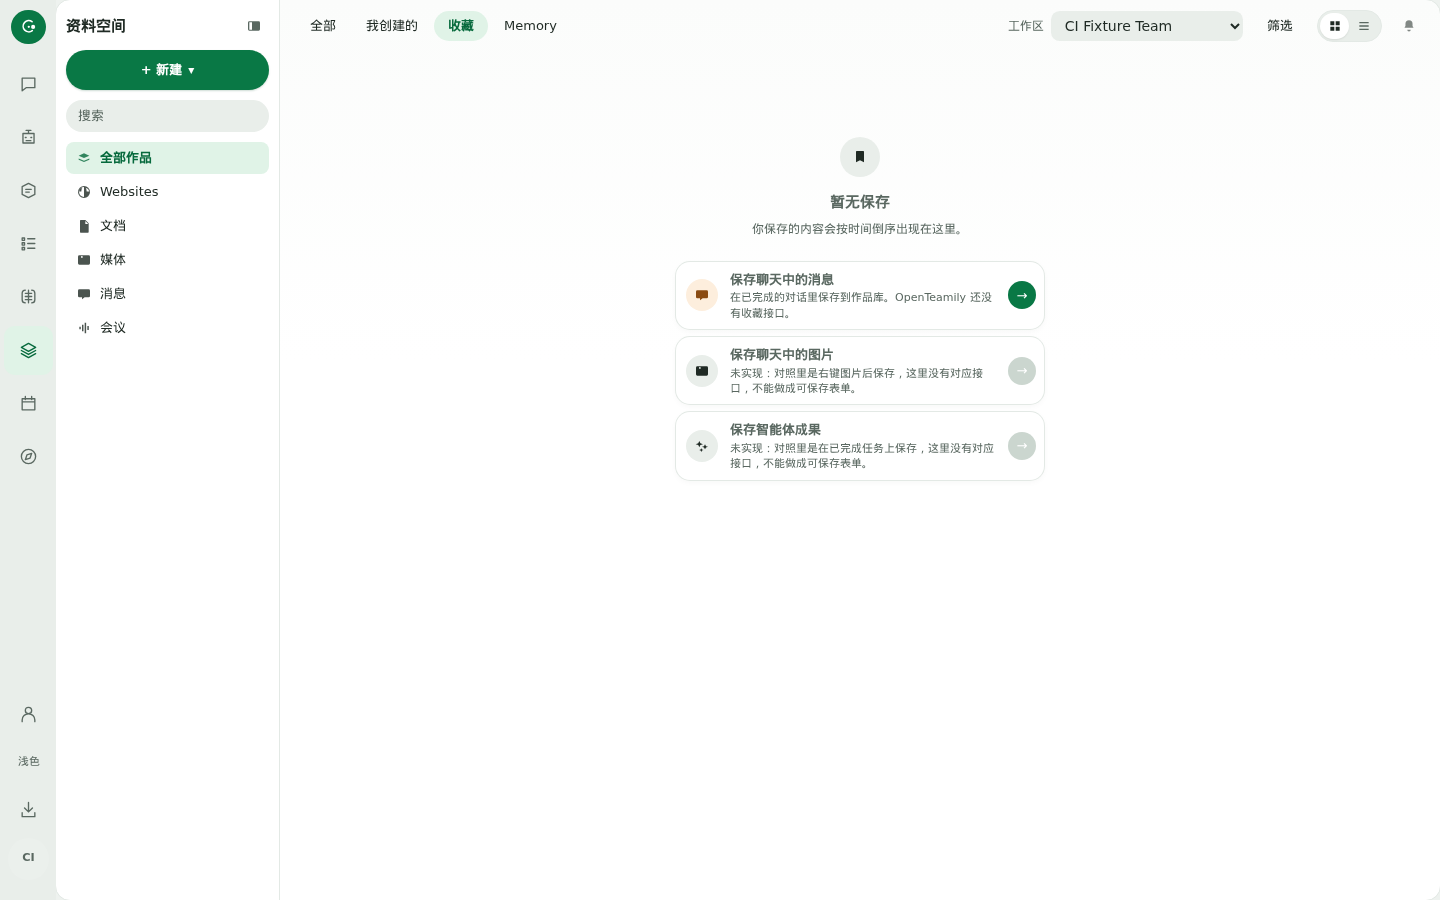 资料空间
+ 新建 ▾
搜索
全部作品
Websites
文档
媒体
消息
会议
浅色
CI
全部 我创建的 收藏 Memory
工作区 CI Fixture Team 筛选
暂无保存
你保存的内容会按时间倒序出现在这里。
保存聊天中的消息
在已完成的对话里保存到作品库。OpenTeamily 还没
有收藏接口。
→
保存聊天中的图片
未实现：对照里是右键图片后保存，这里没有对应接
口，不能做成可保存表单。
→
保存智能体成果
未实现：对照里是在已完成任务上保存，这里没有对应
接口，不能做成可保存表单。
→